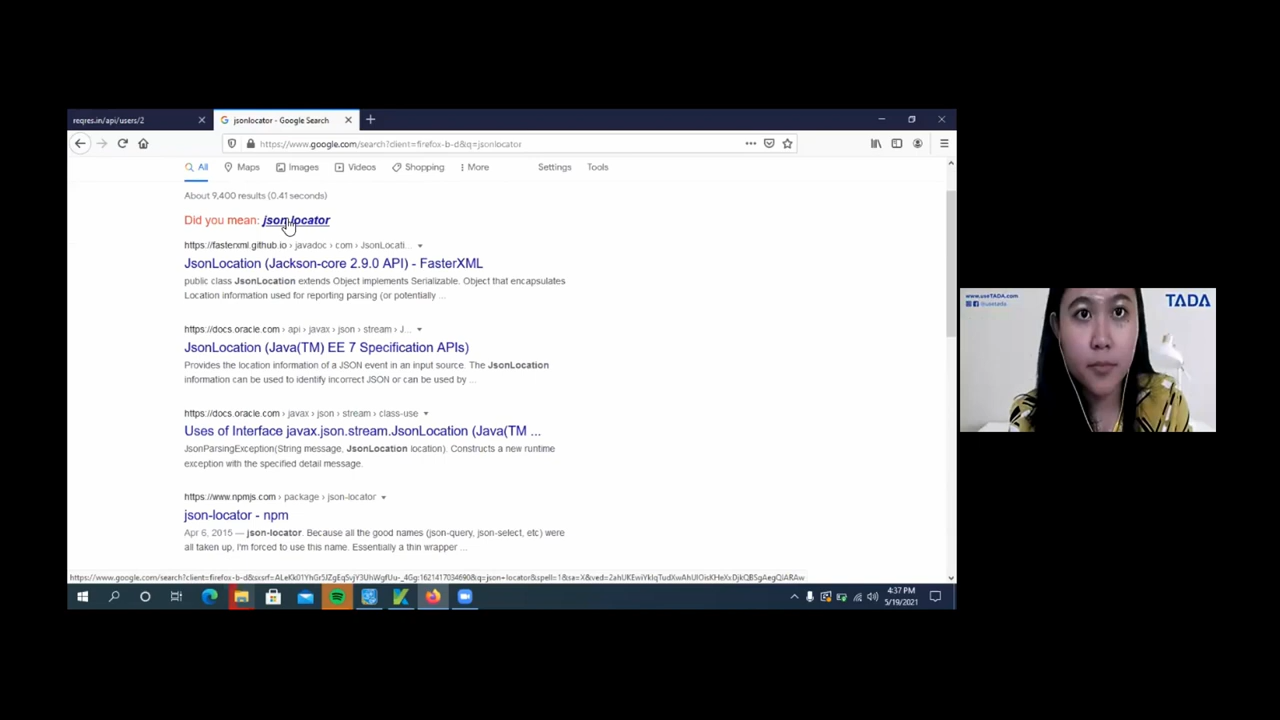 reqres.in/api/users/2
jsonlocator - Google Search
https://www.google.com/search?client=firefox-b-d&q=jsonlocator
All
Maps
Images
Videos
Shopping
More
Settings
Tools
About 9,400 results (0.41 seconds)
Did you mean: json locator
https://fasterxml.github.io › javadoc › com › JsonLocati...
JsonLocation (Jackson-core 2.9.0 API) - FasterXML
public class JsonLocation extends Object implements Serializable. Object that encapsulates
Location information used for reporting parsing (or potentially ...
https://docs.oracle.com › api › javax › json › stream › J...
JsonLocation (Java(TM) EE 7 Specification APIs)
Provides the location information of a JSON event in an input source. The JsonLocation
information can be used to identify incorrect JSON or can be used by ...
https://docs.oracle.com › javax › json › stream › class-use
Uses of Interface javax.json.stream.JsonLocation (Java(TM ...
JsonParsingException(String message, JsonLocation location). Constructs a new runtime
exception with the specified detail message.
https://www.npmjs.com › package › json-locator
json-locator - npm
Apr 6, 2015 — json-locator. Because all the good names (json-query, json-select, etc) were
all taken up, I'm forced to use this name. Essentially a thin wrapper ...
4:37 PM
5/19/2021
www.useTADA.com
@usetada
TADA